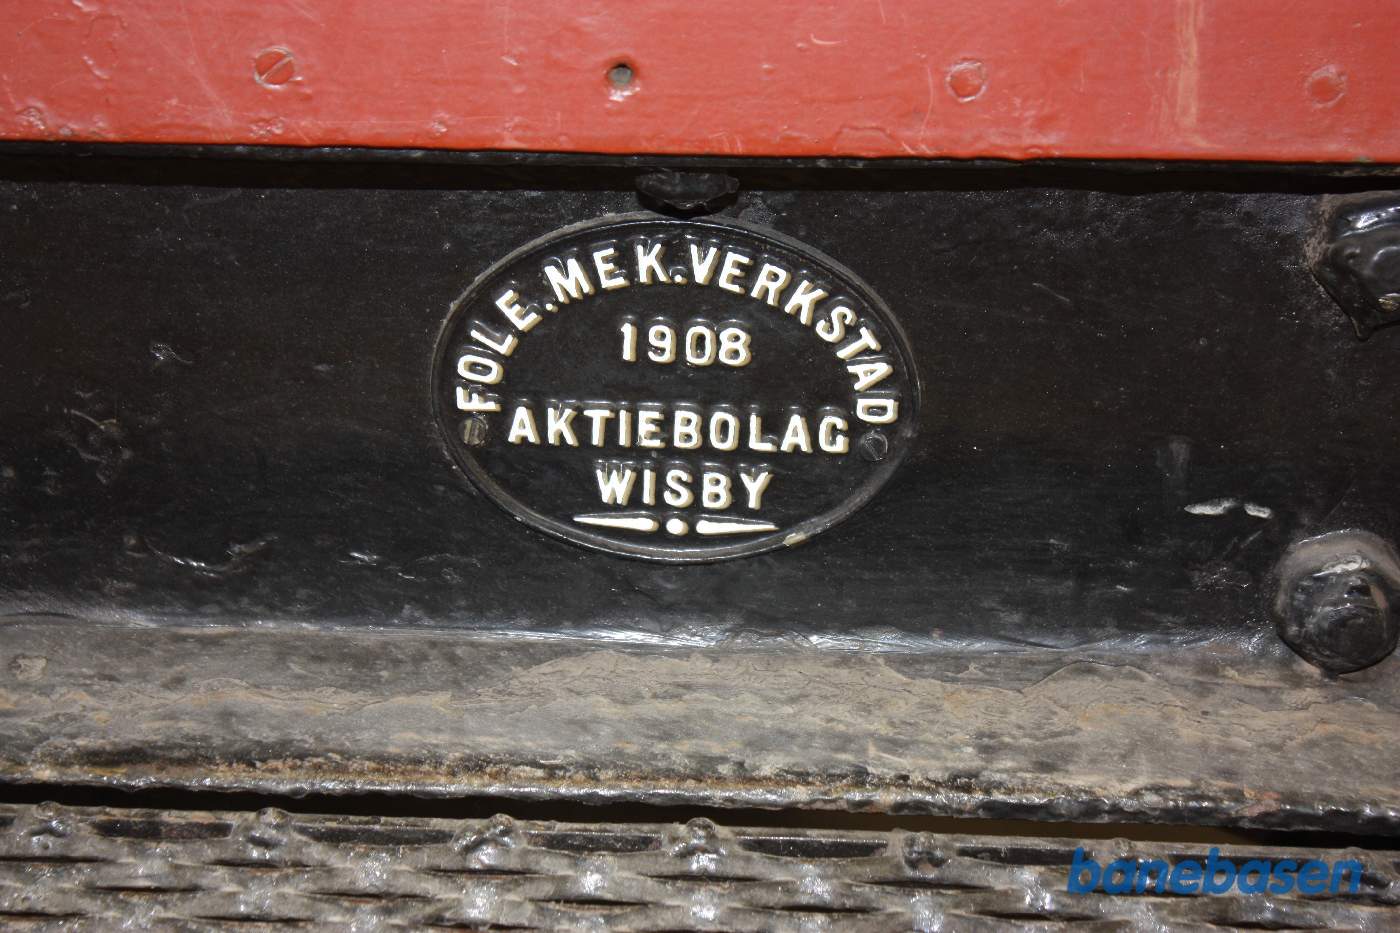 FOLE. MEK. VERKSTAD
1908
AKTIEBOLAG
WISBY
banebasen